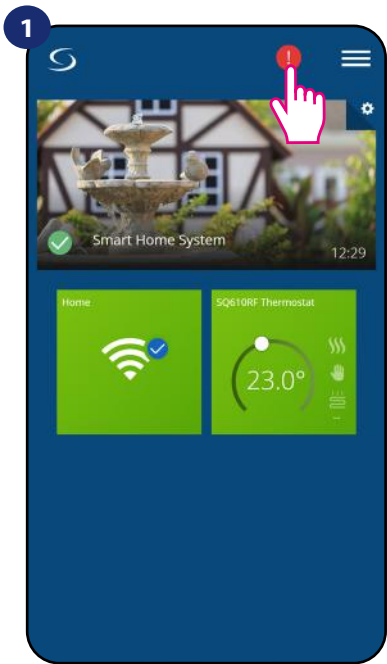 1
!
Smart Home System
12:29
Home
SQ610RF Thermostat
23.0°
--